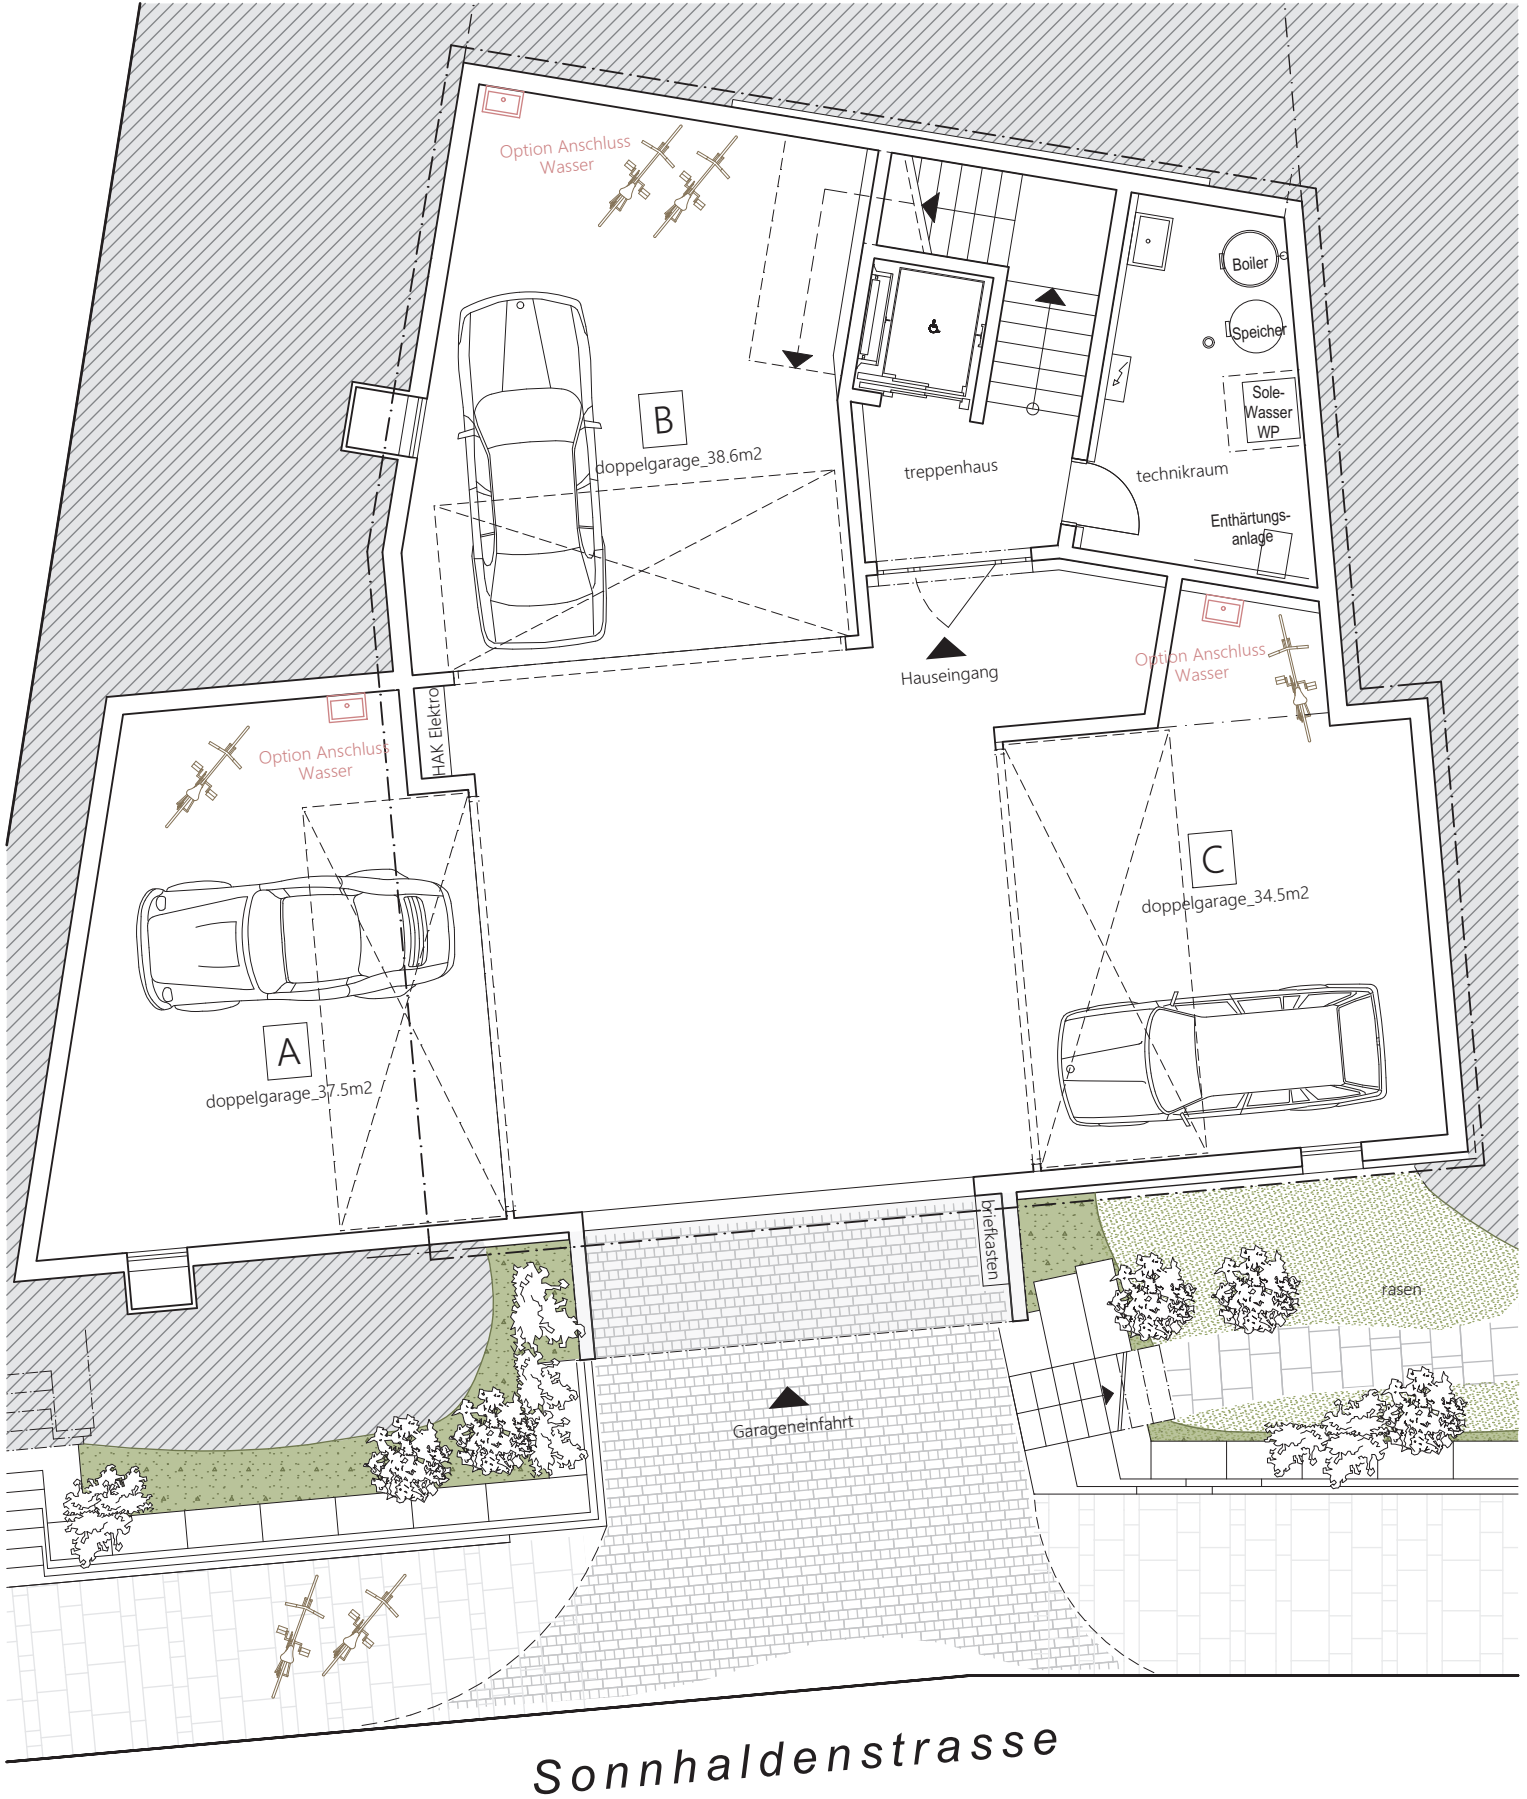 Option Anschluss
Wasser
Boiler
Speicher
Sole-
Wasser
WP
B
doppelgarage_38.6m2
treppenhaus
technikraum
Enthärtungs-
anlage
Option Anschluss
Wasser
Hauseingang
HAK Elektro
Option Anschluss
Wasser
C
doppelgarage_34.5m2
A
doppelgarage_37.5m2
briefkasten
rasen
Garageneinfahrt
Sonnhaldenstrasse